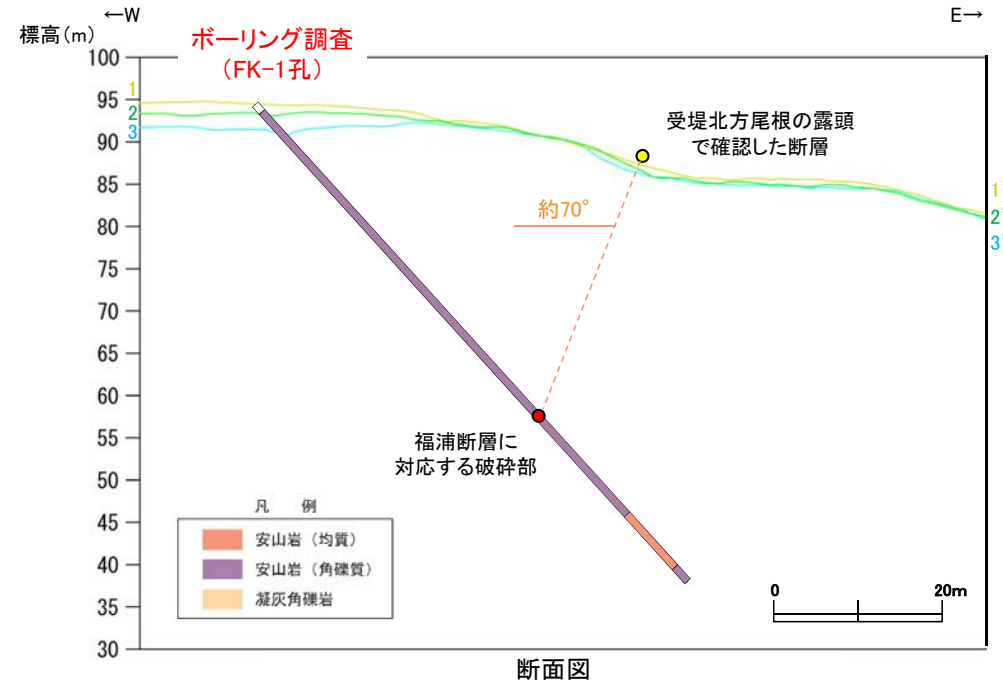 ←W
E→
標高(m)
ボーリング調査
(FK-1孔)
100
95
90
85
80
75
70
65
60
55
50
45
40
35
30
1
2
3
受堤北方尾根の露頭
で確認した断層
約70°
1
2
3
福浦断層に
対応する破砕部
凡 例
安山岩（均質）
安山岩（角礫質）
凝灰角礫岩
0 20m
断面図